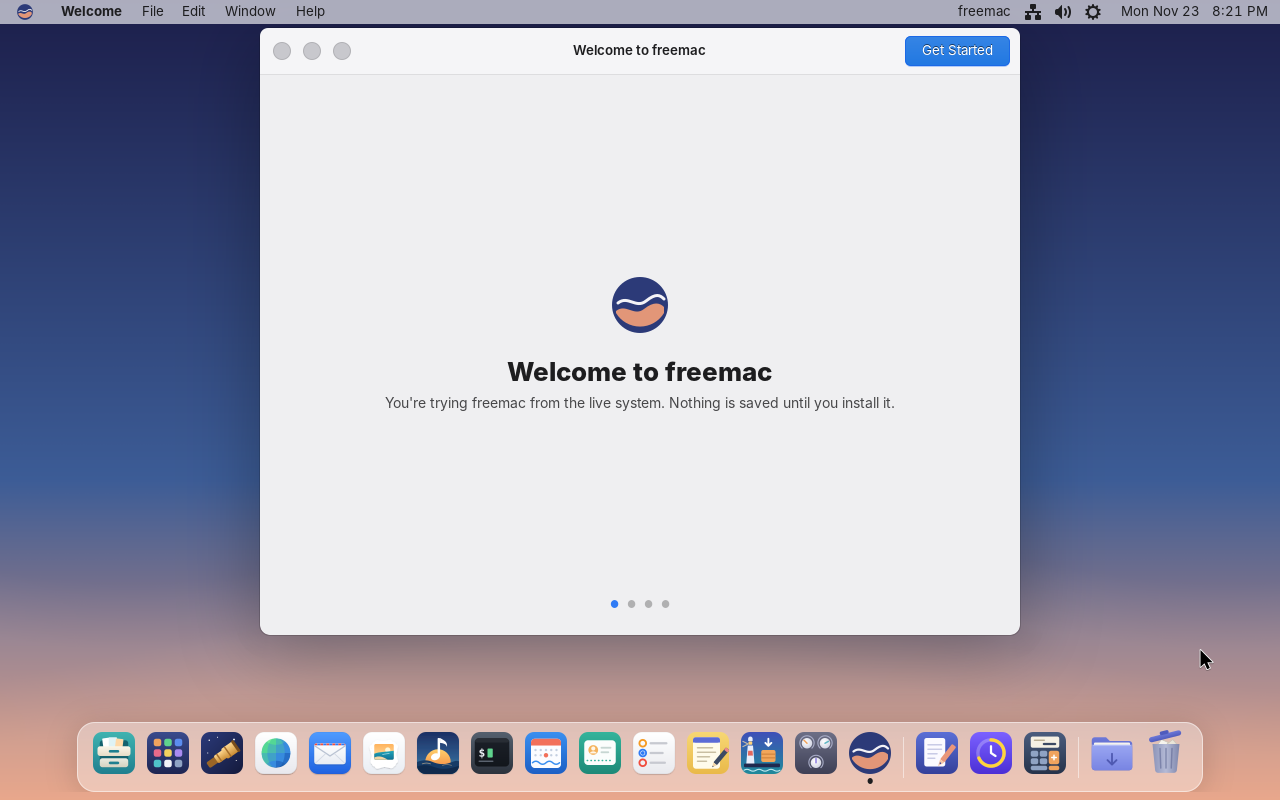 Welcome File Edit Window Help freemac Mon Nov 23 8:21 PM
Welcome to freemac Get Started
Welcome to freemac
You're trying freemac from the live system. Nothing is saved until you install it.
$